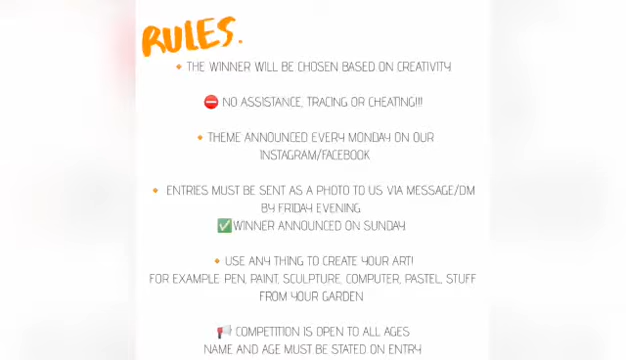 RULES.
🔸 THE WINNER WILL BE CHOSEN BASED ON CREATIVITY
⛔ NO ASSISTANCE, TRACING OR CHEATING!!!
🔸 THEME ANNOUNCED EVERY MONDAY ON OUR
INSTAGRAM/FACEBOOK
🔸 ENTRIES MUST BE SENT AS A PHOTO TO US VIA MESSAGE/DM
BY FRIDAY EVENING.
✅WINNER ANNOUNCED ON SUNDAY
🔸 USE ANY THING TO CREATE YOUR ART!
FOR EXAMPLE: PEN, PAINT, SCULPTURE, COMPUTER, PASTEL, STUFF
FROM YOUR GARDEN
📢 COMPETITION IS OPEN TO ALL AGES
NAME AND AGE MUST BE STATED ON ENTRY